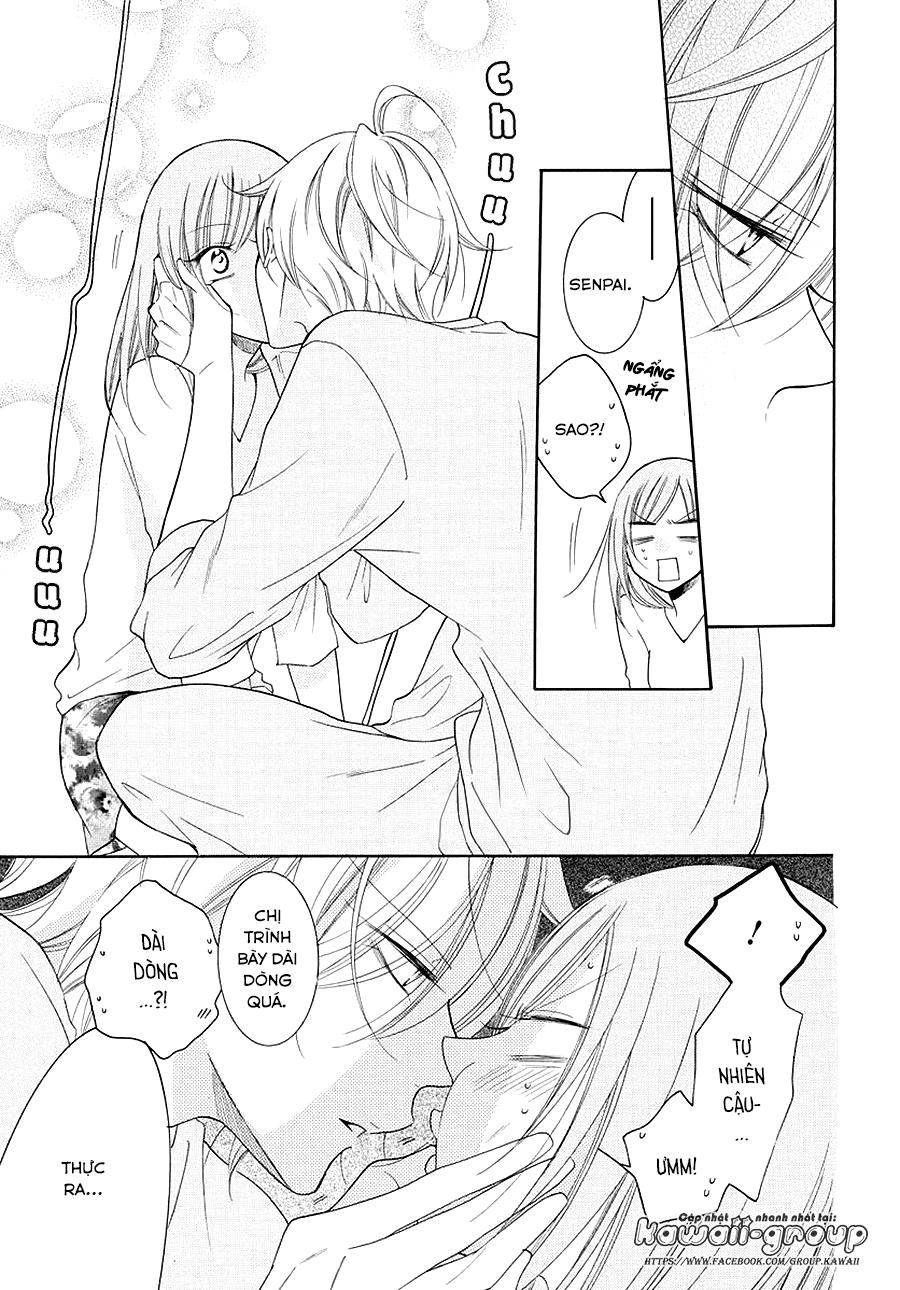 SENPAI.
NGẨNG
PHẮT
SAO?!
chuu
uuu
!
TỰ
NHIÊN
CẬU-
...
ƯMM!
CHỊ
TRÌNH
BÀY DÀI
DÒNG
QUÁ.
DÀI
DÒNG
...?!
THỰC
RA...
Cập nhật nhanh nhất tại:
kawaii-group
HTTPS://WWW.FACEBOOK.COM/GROUP.KAWAII